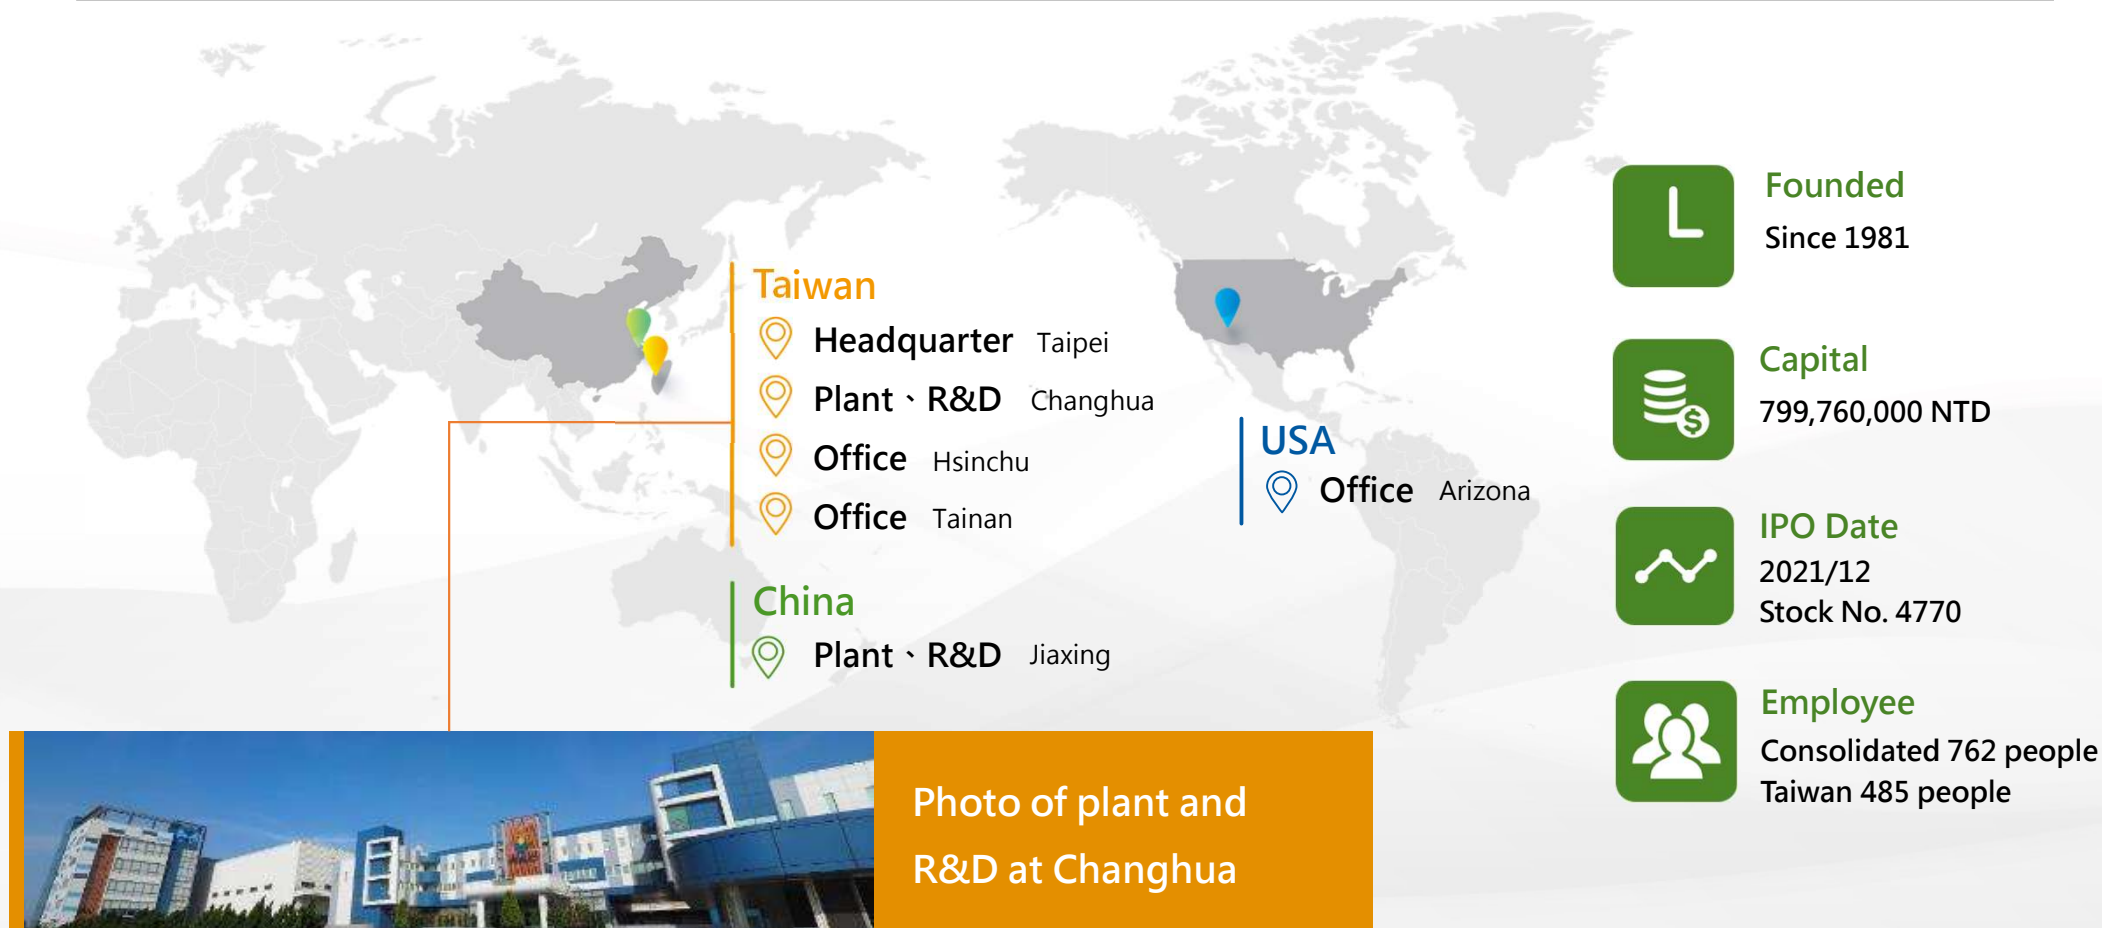 Taiwan
Headquarter Taipei
Plant、R&D Changhua
Office Hsinchu
Office Tainan
China
Plant、R&D Jiaxing
USA
Office Arizona
Founded
Since 1981
Capital
799,760,000 NTD
IPO Date
2021/12
Stock No. 4770
Employee
Consolidated 762 people
Taiwan 485 people
Photo of plant and
R&D at Changhua